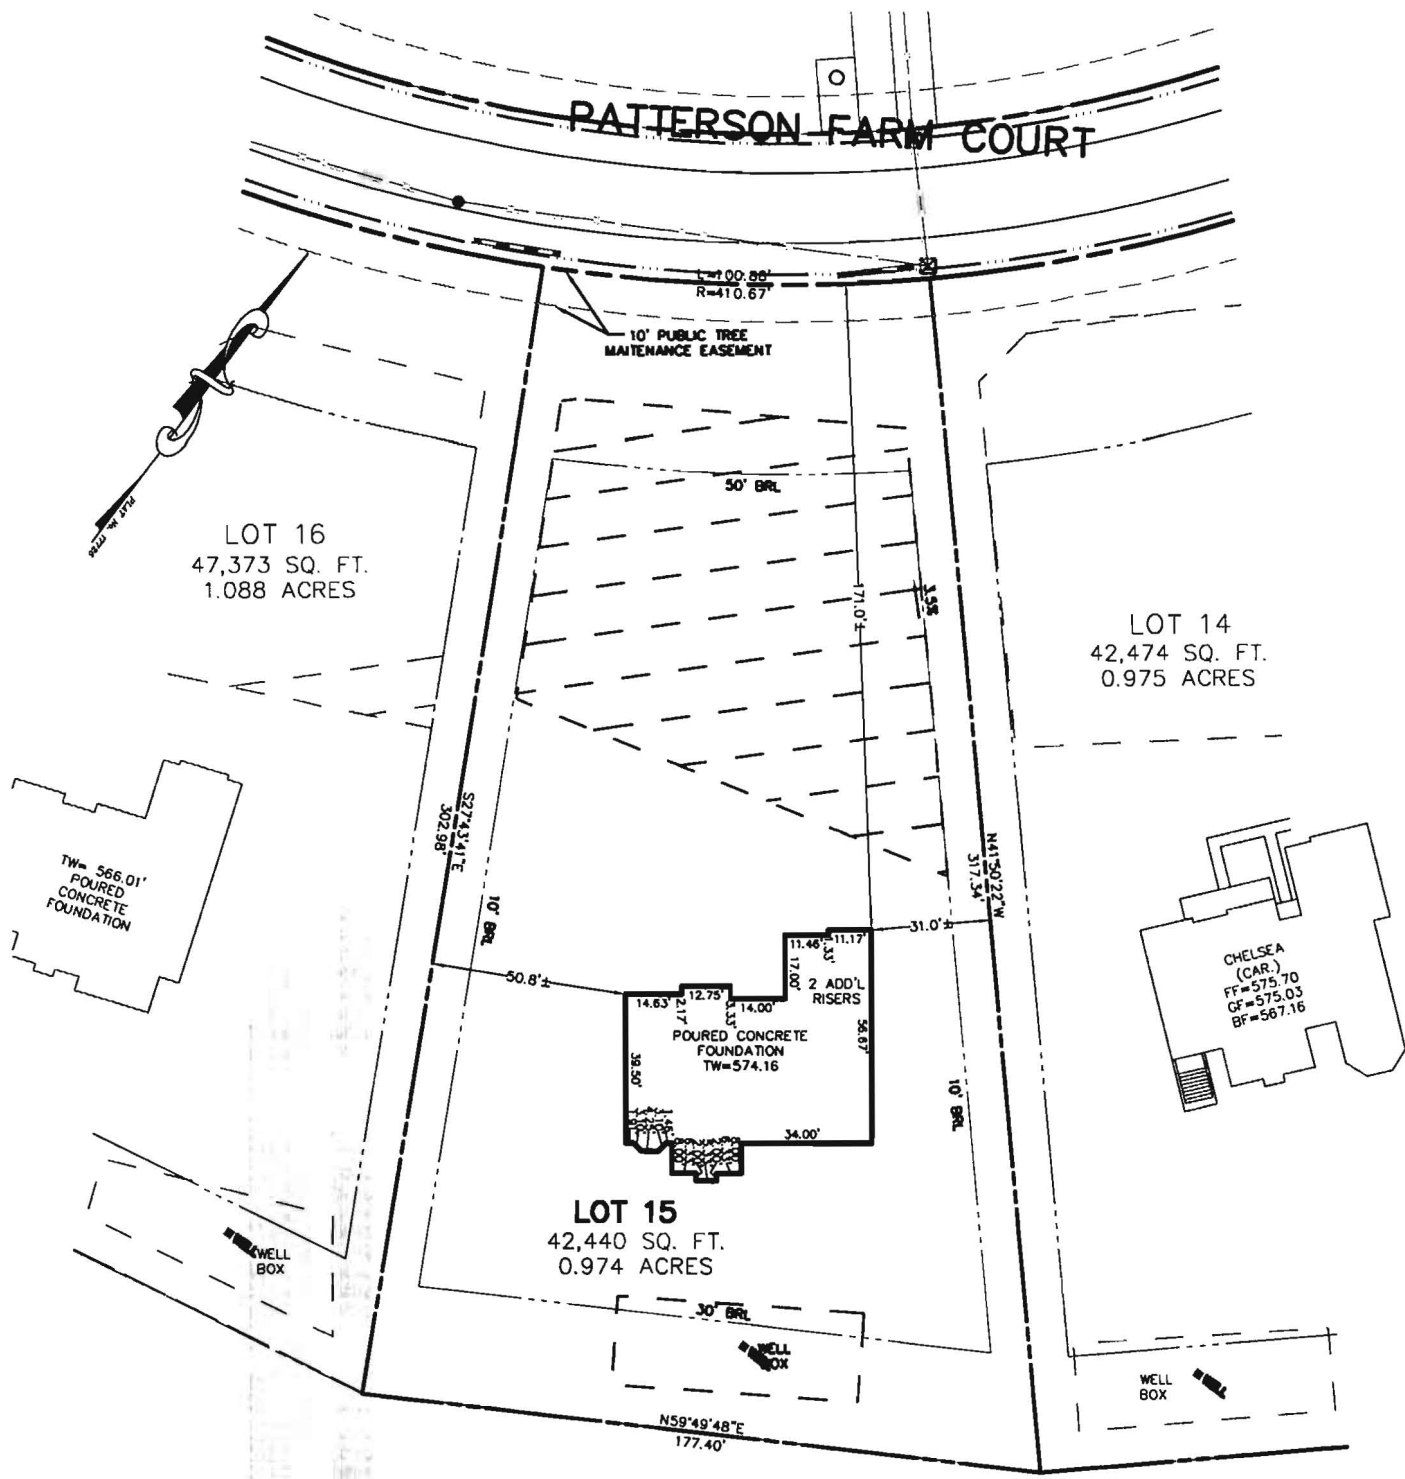 PATTERSON FARM COURT
L=100.88'
R=410.67'
10' PUBLIC TREE
MAITENANCE EASEMENT
50' BRL
PLAT No. 17788
LOT 16
47,373 SQ. FT.
1.088 ACRES
171.0'±
LOT 14
42,474 SQ. FT.
0.975 ACRES
S27°43'41"E
302.98'
N41°50'22"W
317.34'
TW= 566.01'
POURED
CONCRETE
FOUNDATION
10' BRL
50.8'±
31.0'±
11.46'
11.17'
17.00'
2 ADD'L
RISERS
14.63'
12.75'
2.17'
14.00'
POURED CONCRETE
FOUNDATION
TW=574.16
39.50'
56.67'
34.00'
CHELSEA
(CAR.)
FF=575.70
GF=575.03
BF=567.16
10' BRL
LOT 15
42,440 SQ. FT.
0.974 ACRES
WELL
BOX
30' BRL
WELL
BOX
WELL
BOX
N59°49'48"E
177.40'